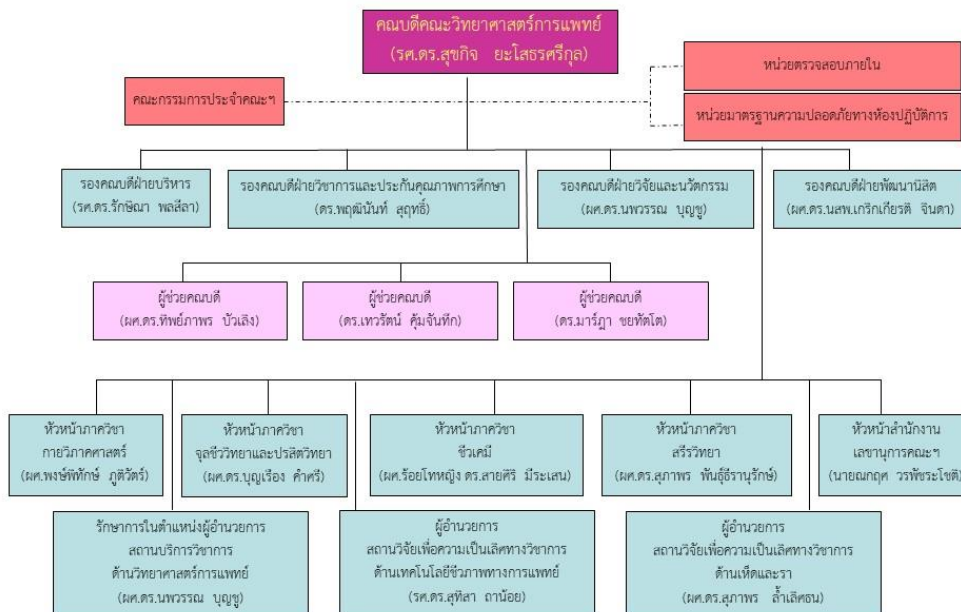 คณบดีคณะวิทยาศาสตร์การแพทย์
(รศ.ดร.สุขกิจ ยะโสธรศรีกุล)
หน่วยตรวจสอบภายใน
คณะกรรมการประจำคณะฯ
หน่วยมาตรฐานความปลอดภัยทางห้องปฏิบัติการ
รองคณบดีฝ่ายบริหาร
(รศ.ดร.รักษิณา พลสีลา)
รองคณบดีฝ่ายวิชาการและประกันคุณภาพการศึกษา
(ดร.พฤฒินันท์ สุฤทธิ์)
รองคณบดีฝ่ายวิจัยและนวัตกรรม
(ผศ.ดร.นพวรรณ บุญชู)
รองคณบดีฝ่ายพัฒนานิสิต
(ผศ.ดร.นสพ.เกริกเกียรติ จินดา)
ผู้ช่วยคณบดี
(ผศ.ดร.ทิพย์ภาพร บัวเลิง)
ผู้ช่วยคณบดี
(ดร.เทวรัตน์ คุ้มจันทึก)
ผู้ช่วยคณบดี
(ดร.มาร์ฎา ชยทัตโต)
หัวหน้าภาควิชา
กายวิภาคศาสตร์
(ผศ.พงษ์พิทักษ์ ภูติวัตร์)
หัวหน้าภาควิชา
จุลชีววิทยาและปรสิตวิทยา
(ผศ.ดร.บุญเรือง คำศรี)
หัวหน้าภาควิชา
ชีวเคมี
(ผศ.ร้อยโทหญิง ดร.สายศิริ มีระเสน)
หัวหน้าภาควิชา
สรีรวิทยา
(ผศ.ดร.สุภาพร พันธุ์ธีรานุรักษ์)
หัวหน้าสำนักงาน
เลขานุการคณะฯ
(นายณกฤศ วรพัชระโชติ)
รักษาการในตำแหน่งผู้อำนวยการ
สถานบริการวิชาการ
ด้านวิทยาศาสตร์การแพทย์
(ผศ.ดร.นพวรรณ บุญชู)
ผู้อำนวยการ
สถานวิจัยเพื่อความเป็นเลิศทางวิชาการ
ด้านเทคโนโลยีชีวภาพทางการแพทย์
(รศ.ดร.สุทิสา ถาน้อย)
ผู้อำนวยการ
สถานวิจัยเพื่อความเป็นเลิศทางวิชาการ
ด้านเห็ดและรา
(ผศ.ดร.สุภาพร ล้ำเลิศธน)